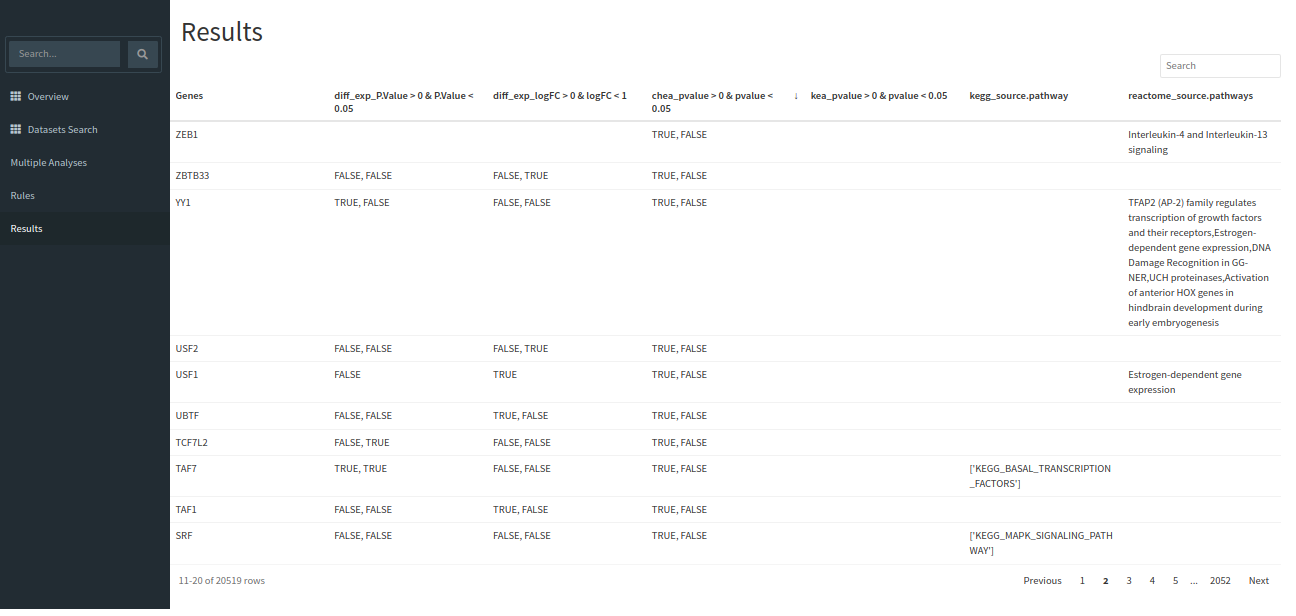 Results
Search...
Search
Overview
Datasets Search
Multiple Analyses
Rules
Results
Genes
diff_exp_P.Value > 0 & P.Value <
0.05
diff_exp_logFC > 0 & logFC < 1
chea_pvalue > 0 & pvalue <
0.05
↓
kea_pvalue > 0 & pvalue < 0.05
kegg_source.pathway
reactome_source.pathways
ZEB1
TRUE, FALSE
Interleukin-4 and Interleukin-13
signaling
ZBTB33
FALSE, FALSE
FALSE, TRUE
TRUE, FALSE
YY1
TRUE, FALSE
FALSE, FALSE
TRUE, FALSE
TFAP2 (AP-2) family regulates
transcription of growth factors
and their receptors,Estrogen-
dependent gene expression,DNA
Damage Recognition in GG-
NER,UCH proteinases,Activation
of anterior HOX genes in
hindbrain development during
early embryogenesis
USF2
FALSE, FALSE
FALSE, TRUE
TRUE, FALSE
USF1
FALSE
TRUE
TRUE, FALSE
Estrogen-dependent gene
expression
UBTF
FALSE, FALSE
TRUE, FALSE
TRUE, FALSE
TCF7L2
FALSE, TRUE
FALSE, FALSE
TRUE, FALSE
TAF7
TRUE, TRUE
FALSE, FALSE
TRUE, FALSE
['KEGG_BASAL_TRANSCRIPTION
_FACTORS']
TAF1
FALSE, FALSE
TRUE, FALSE
TRUE, FALSE
SRF
FALSE, FALSE
FALSE, FALSE
TRUE, FALSE
['KEGG_MAPK_SIGNALING_PATH
WAY']
11-20 of 20519 rows
Previous 1 2 3 4 5 ... 2052 Next